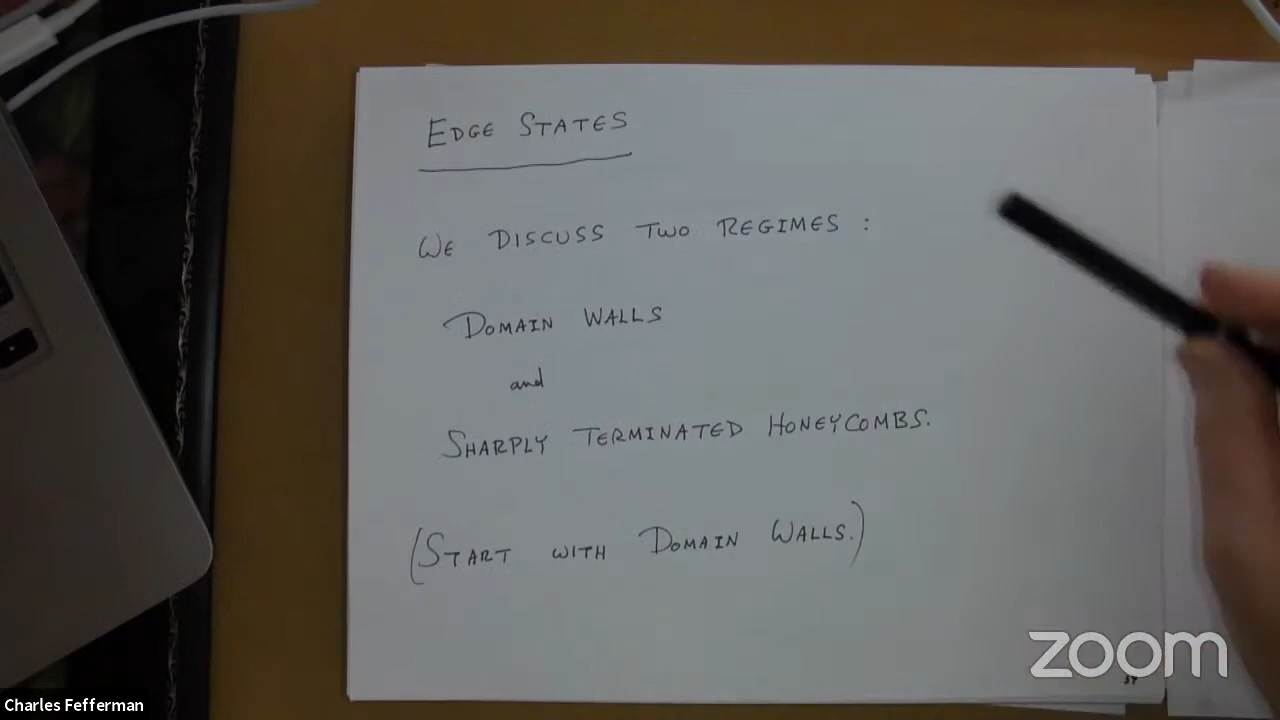 EDGE STATES
WE DISCUSS TWO REGIMES :
DOMAIN WALLS
and
SHARPLY TERMINATED HONEYCOMBS.
(START WITH DOMAIN WALLS.)
zoom
Charles Fefferman